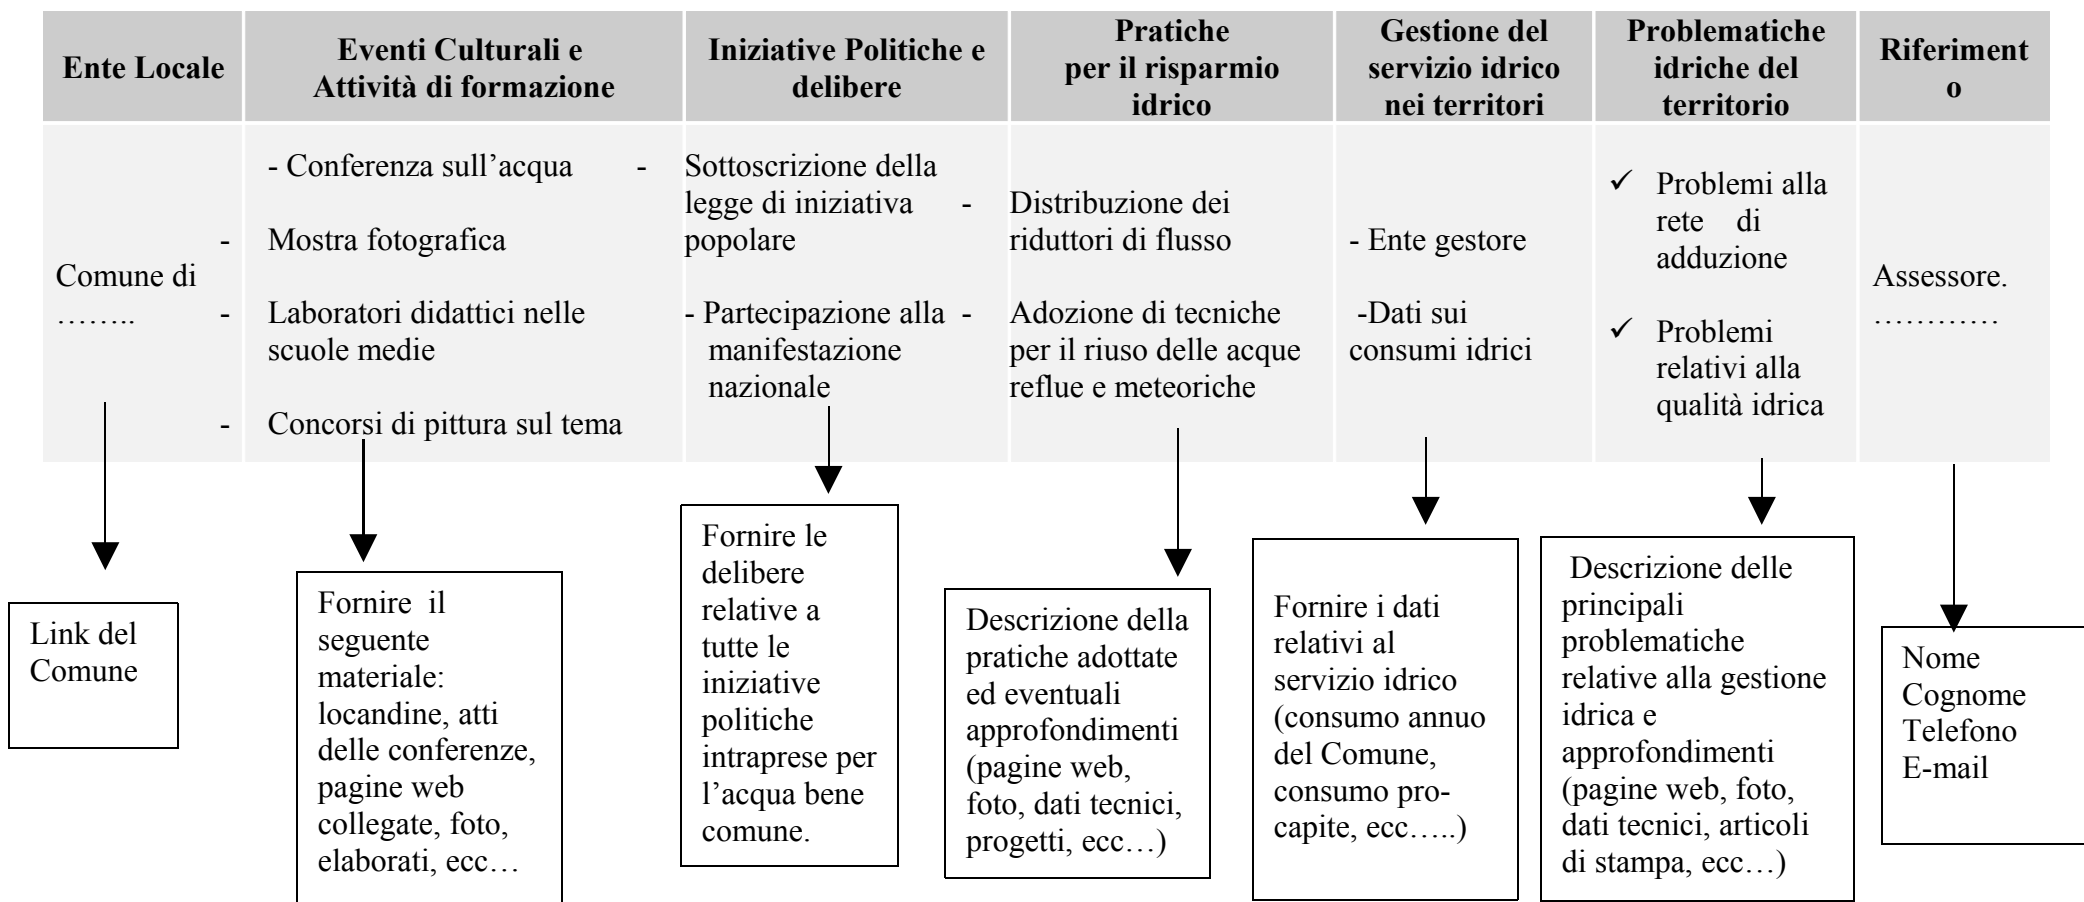 Ente Locale
Eventi Culturali e
Attività di formazione
Iniziative Politiche e
delibere
Pratiche
per il risparmio
idrico
Gestione del
servizio idrico
nei territori
Problematiche
idriche del
territorio
Riferiment
o
Comune di
……..
- Conferenza sull’acqua
- Mostra fotografica
- Laboratori didattici nelle
scuole medie
- Concorsi di pittura sul tema
- Sottoscrizione della
legge di iniziativa
popolare
- Partecipazione alla
manifestazione
nazionale
- Distribuzione dei
riduttori di flusso
- Adozione di tecniche
per il riuso delle acque
reflue e meteoriche
- Ente gestore
-Dati sui
consumi idrici
✓ Problemi alla
rete di
adduzione
✓ Problemi
relativi alla
qualità idrica
Assessore.
…………
Link del
Comune
Fornire il
seguente
materiale:
locandine, atti
delle conferenze,
pagine web
collegate, foto,
elaborati, ecc…
Fornire le
delibere
relative a
tutte le
iniziative
politiche
intraprese per
l’acqua bene
comune.
Descrizione della
pratiche adottate
ed eventuali
approfondimenti
(pagine web,
foto, dati tecnici,
progetti, ecc…)
Fornire i dati
relativi al
servizio idrico
(consumo annuo
del Comune,
consumo pro-
capite, ecc…..)
Descrizione delle
principali
problematiche
relative alla gestione
idrica e
approfondimenti
(pagine web, foto,
dati tecnici, articoli
di stampa, ecc…)
Nome
Cognome
Telefono
E-mail